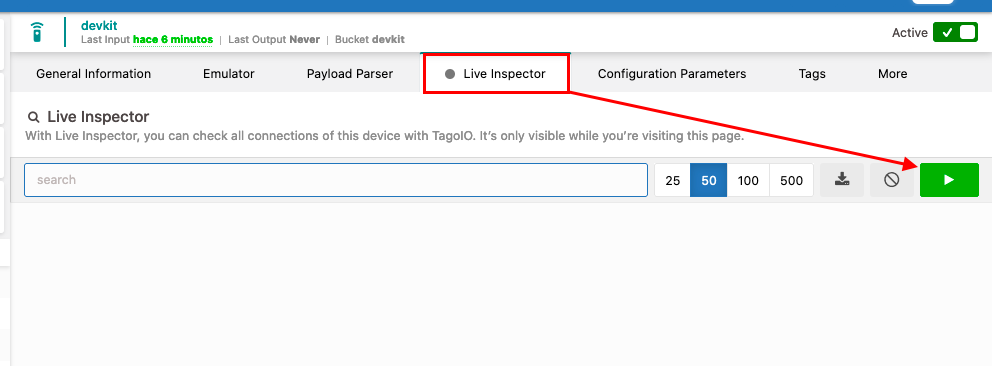 devkit
Last Input hace 6 minutos | Last Output Never | Bucket devkit
Active
General Information Emulator Payload Parser Live Inspector Configuration Parameters Tags More
Live Inspector
With Live Inspector, you can check all connections of this device with TagoIO. It's only visible while you're visiting this page.
search 25 50 100 500